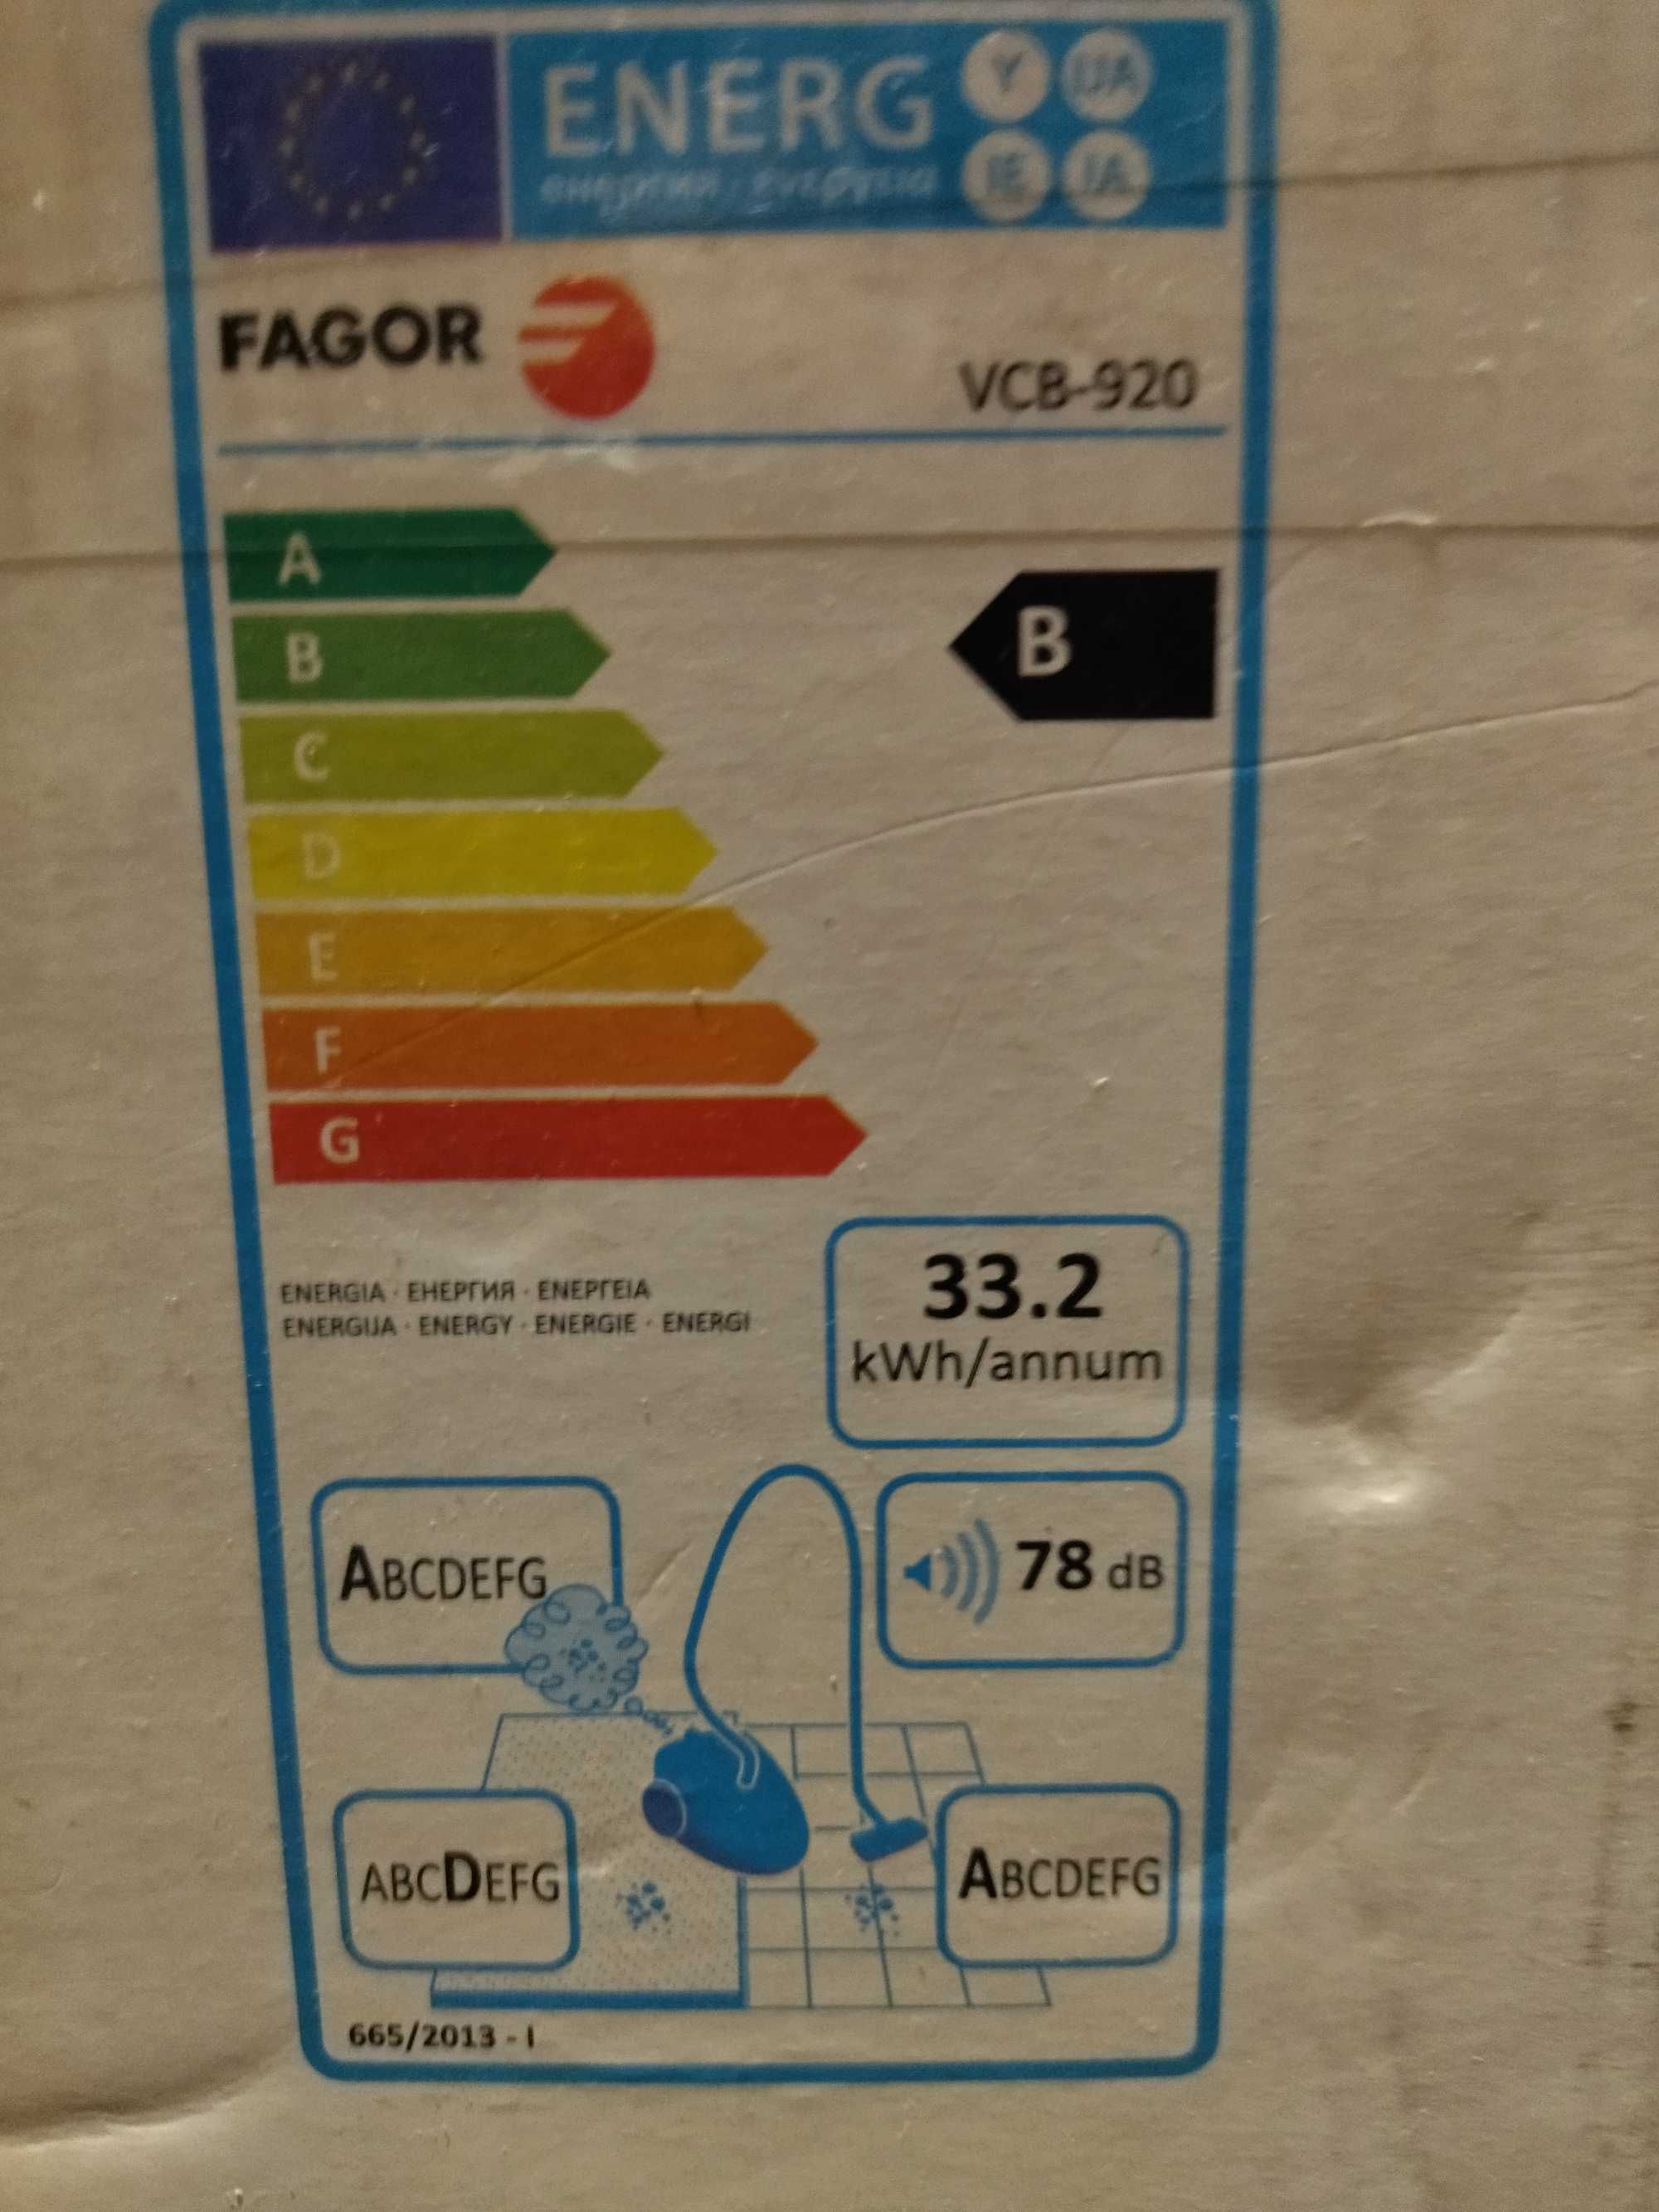 ENERG Y IJA
енергия · ενεργεια IE IA
FAGOR
VCB-920
A
B
B
C
D
E
F
G
33.2
kWh/annum
ENERGIA · ЕНЕРГИЯ · ΕΝΕΡΓΕΙΑ
ENERGIJA · ENERGY · ENERGIE · ENERGI
ABCDEFG
78 dB
ABCDEFG
ABCDEFG
665/2013 - I